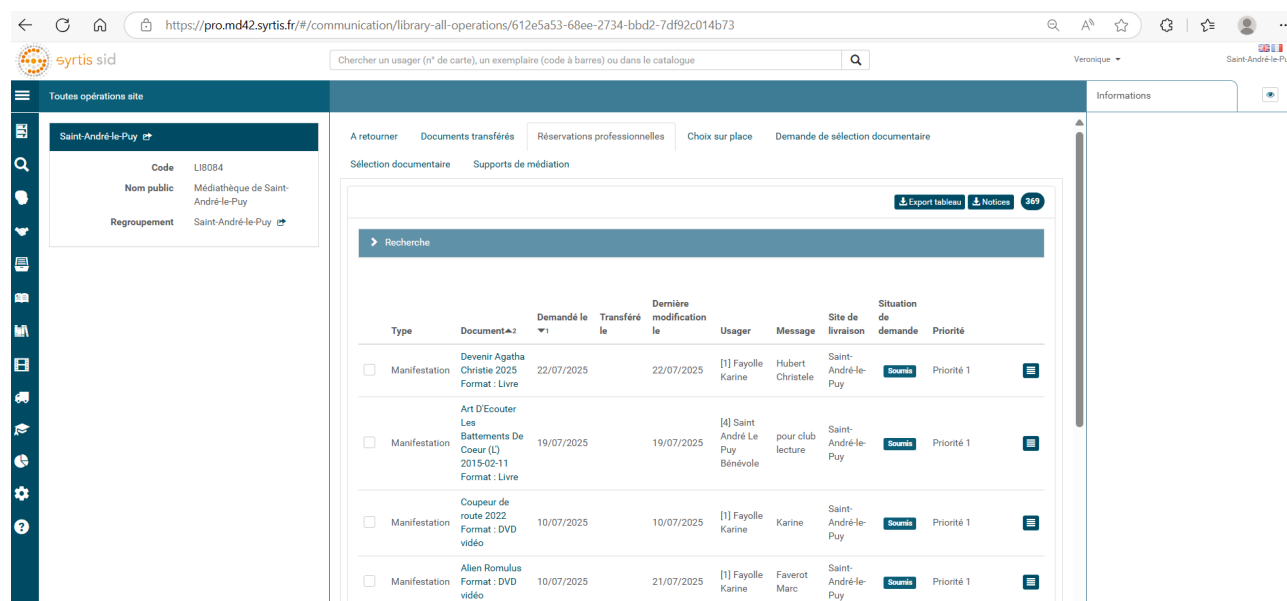 https://pro.md42.syrtis.fr/#/communication/library-all-operations/612e5a53-68ee-2734-bbd2-7df92c014b73
syrtis sid
Chercher un usager (n° de carte), un exemplaire (code à barres) ou dans le catalogue
Veronique
Saint-André-le-Pu
Toutes opérations site
Informations
Saint-André-le-Puy
Code LI8084
Nom public Médiathèque de Saint-
André-le-Puy
Regroupement Saint-André-le-Puy
A retourner Documents transférés Réservations professionnelles Choix sur place Demande de sélection documentaire
Sélection documentaire Supports de médiation
Export tableau Notices 369
Recherche
Type
Document 2
Demandé le
1
Transféré
le
Dernière
modification
le
Usager
Message
Site de
livraison
Situation
de
demande
Priorité
Manifestation
Devenir Agatha
Christie 2025
Format : Livre
22/07/2025
22/07/2025
[1] Fayolle
Karine
Hubert
Christele
Saint-
André-le-
Puy
Soumis
Priorité 1
Manifestation
Art D'Ecouter
Les
Battements De
Coeur (L')
2015-02-11
Format : Livre
19/07/2025
19/07/2025
[4] Saint
André Le
Puy
Bénévole
pour club
lecture
Saint-
André-le-
Puy
Soumis
Priorité 1
Manifestation
Coupeur de
route 2022
Format : DVD
vidéo
10/07/2025
10/07/2025
[1] Fayolle
Karine
Karine
Saint-
André-le-
Puy
Soumis
Priorité 1
Manifestation
Alien Romulus
Format : DVD
vidéo
10/07/2025
21/07/2025
[1] Fayolle
Karine
Faverot
Marc
Saint-
André-le-
Puy
Soumis
Priorité 1